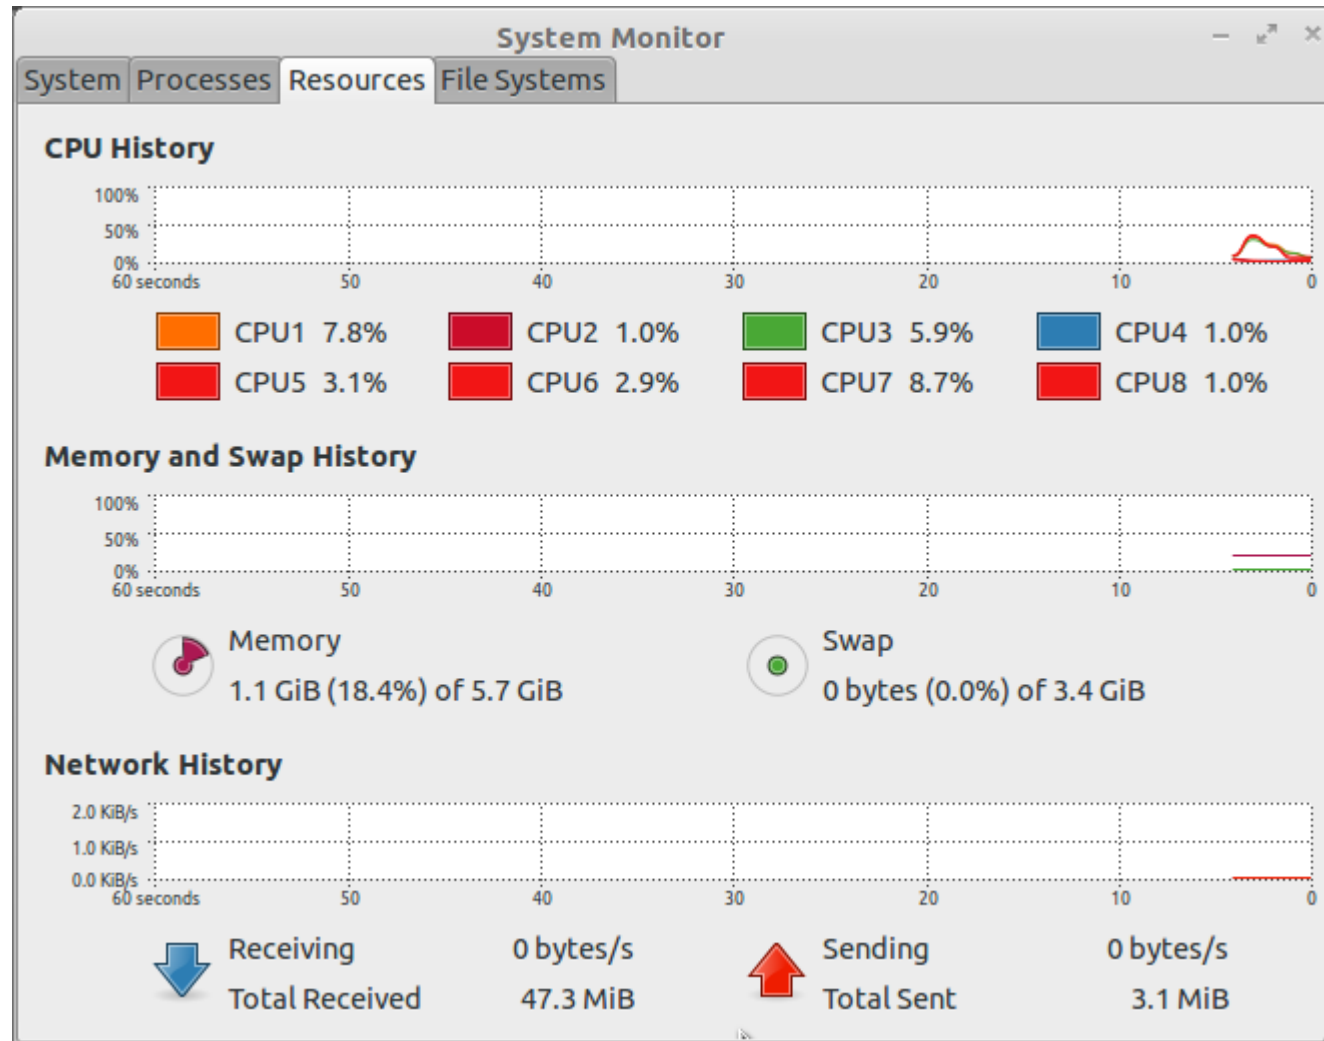 System Monitor
System Processes Resources File Systems
CPU History
100%
50%
0%
60 seconds 50 40 30 20 10 0
CPU1 7.8% CPU2 1.0% CPU3 5.9% CPU4 1.0%
CPU5 3.1% CPU6 2.9% CPU7 8.7% CPU8 1.0%
Memory and Swap History
100%
50%
0%
60 seconds 50 40 30 20 10 0
Memory Swap
1.1 GiB (18.4%) of 5.7 GiB 0 bytes (0.0%) of 3.4 GiB
Network History
2.0 KiB/s
1.0 KiB/s
0.0 KiB/s
60 seconds 50 40 30 20 10 0
Receiving 0 bytes/s Sending 0 bytes/s
Total Received 47.3 MiB Total Sent 3.1 MiB